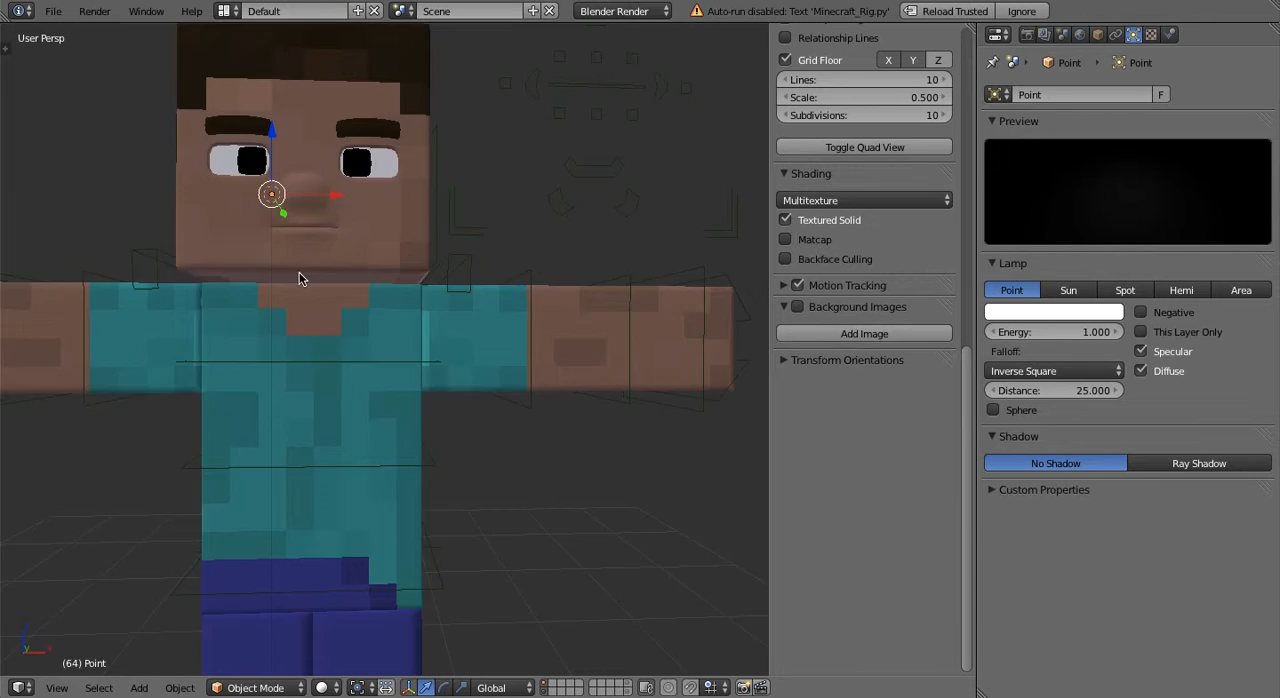 File Render Window Help Default Scene Blender Render Auto-run disabled: Text 'Minecraft_Rig.py' Reload Trusted Ignore
User Persp
Relationship Lines
Grid Floor X Y Z
Lines: 10
Scale: 0.500
Subdivisions: 10
Toggle Quad View
Shading
Multitexture
Textured Solid
Matcap
Backface Culling
Motion Tracking
Background Images
Add Image
Transform Orientations
Point Point
Point F
Preview
Lamp
Point Sun Spot Hemi Area
Negative
Energy: 1.000 This Layer Only
Falloff: Specular
Inverse Square Diffuse
Distance: 25.000
Sphere
Shadow
No Shadow Ray Shadow
Custom Properties
(64) Point
View Select Add Object Object Mode Global